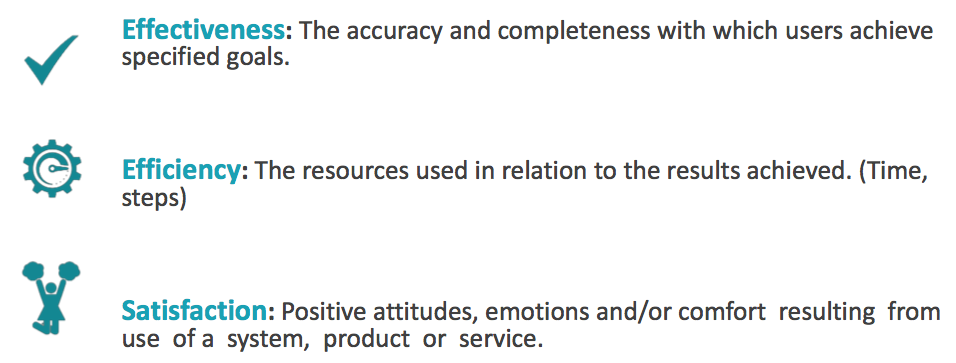 Effectiveness: The accuracy and completeness with which users achieve
specified goals.
Efficiency: The resources used in relation to the results achieved. (Time,
steps)
Satisfaction: Positive attitudes, emotions and/or comfort resulting from
use of a system, product or service.